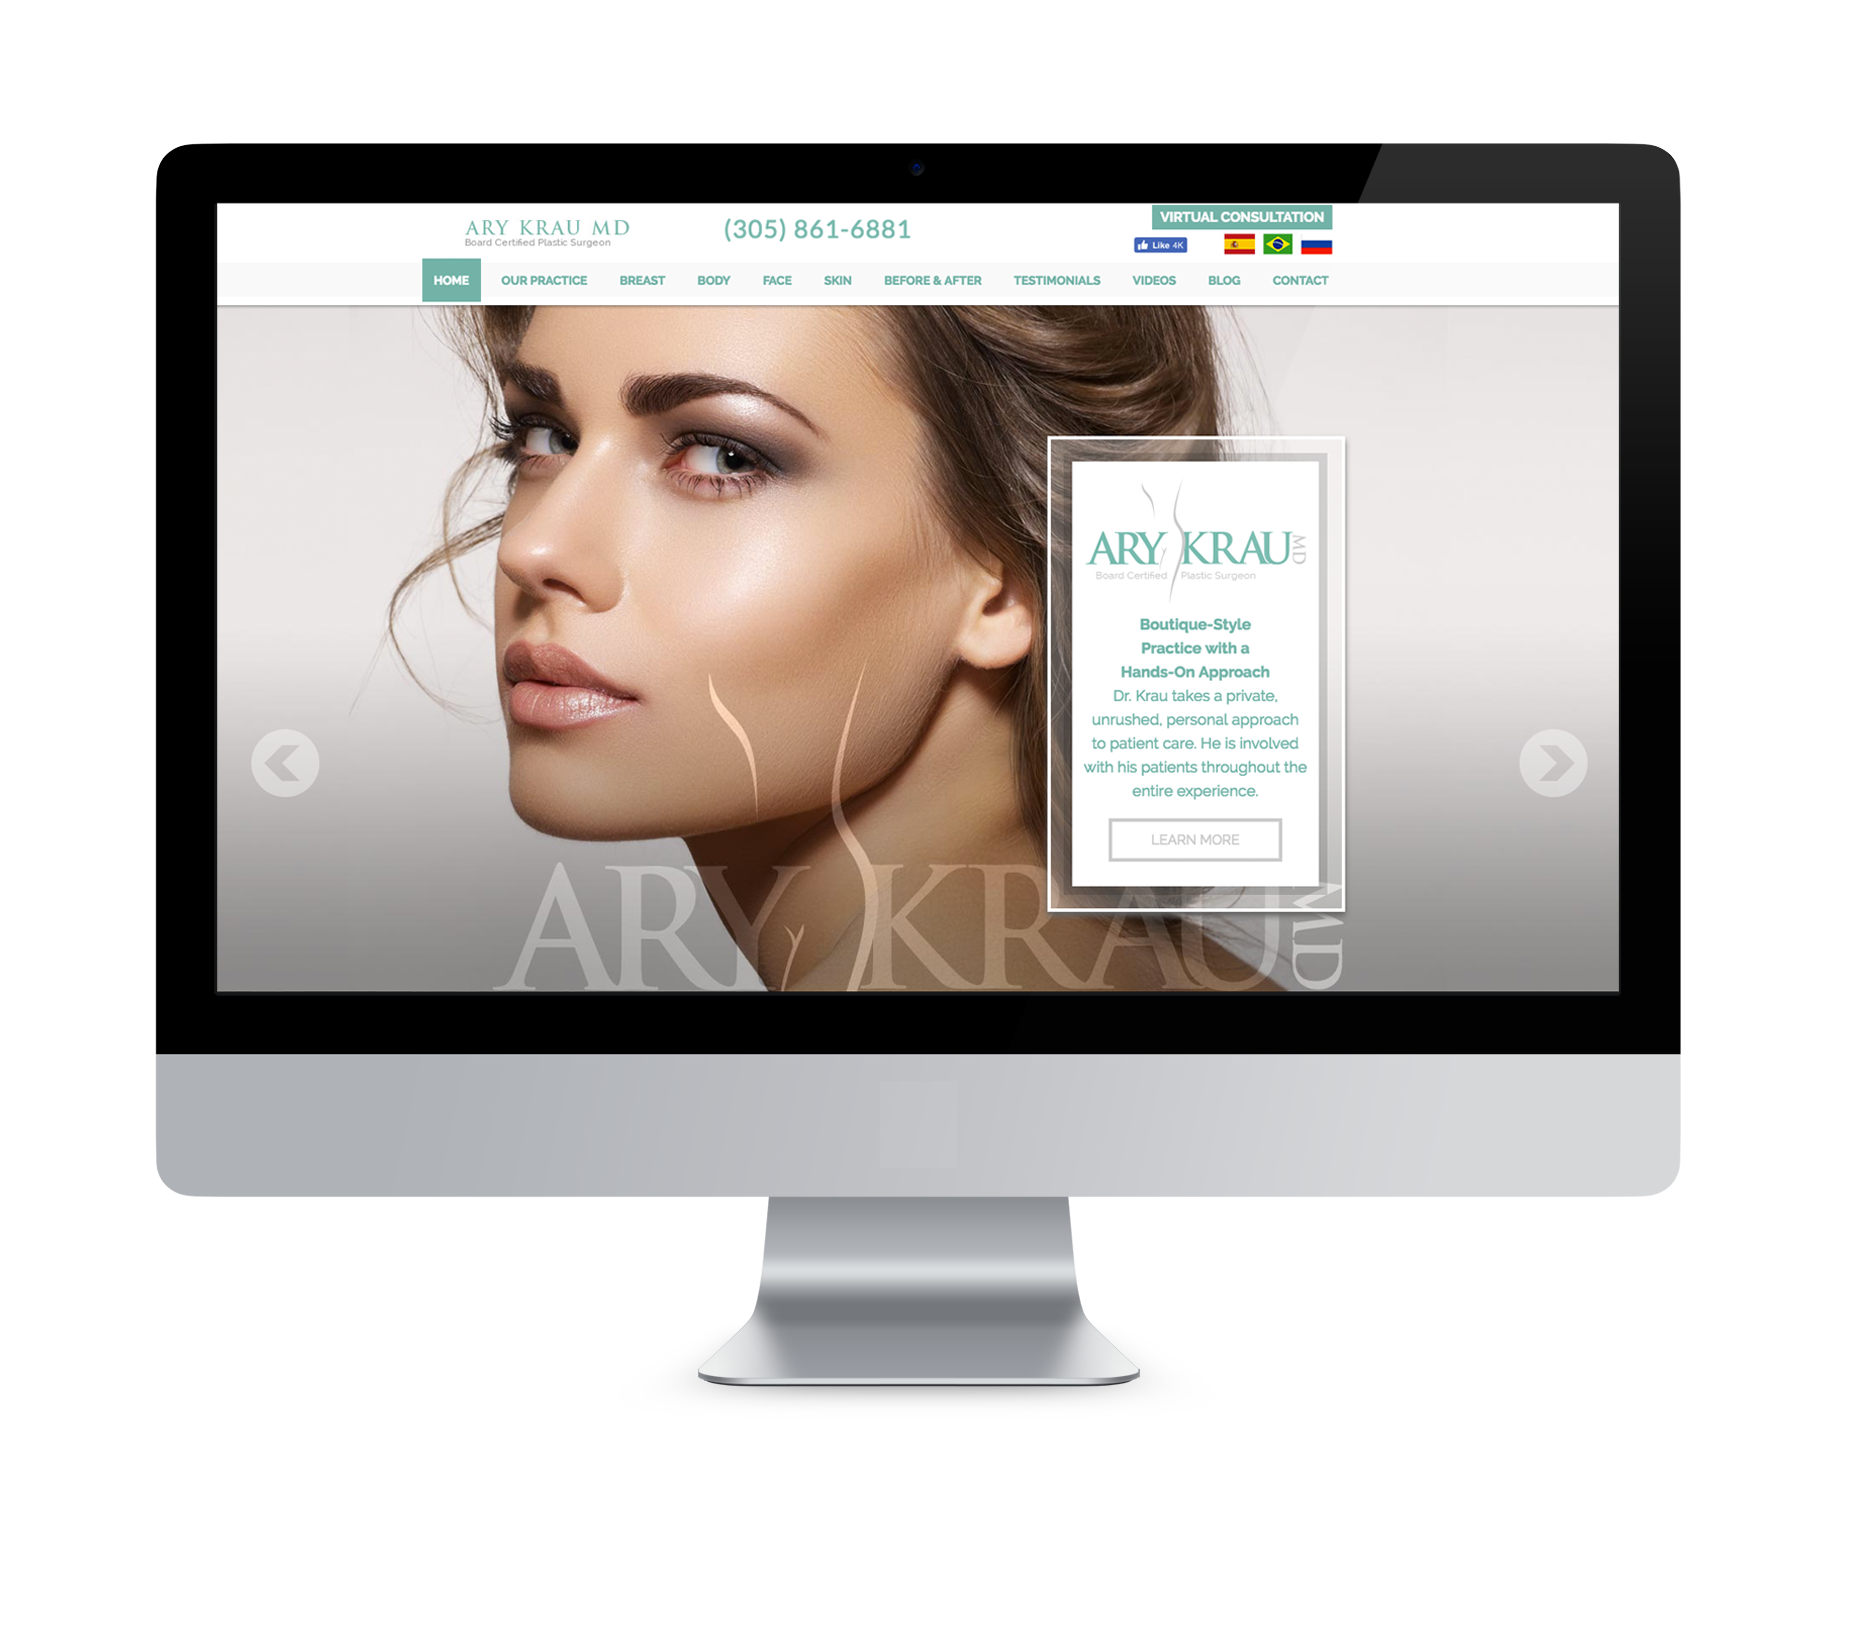 ARY KRAU MD
Board Certified Plastic Surgeon
(305) 861-6881
VIRTUAL CONSULTATION
Like 4K
HOME OUR PRACTICE BREAST BODY FACE SKIN BEFORE & AFTER TESTIMONIALS VIDEOS BLOG CONTACT
ARY KRAU MD
Board Certified Plastic Surgeon
Boutique-Style
Practice with a
Hands-On Approach
Dr. Krau takes a private,
unrushed, personal approach
to patient care. He is involved
with his patients throughout the
entire experience.
LEARN MORE
ARY KRAU MD